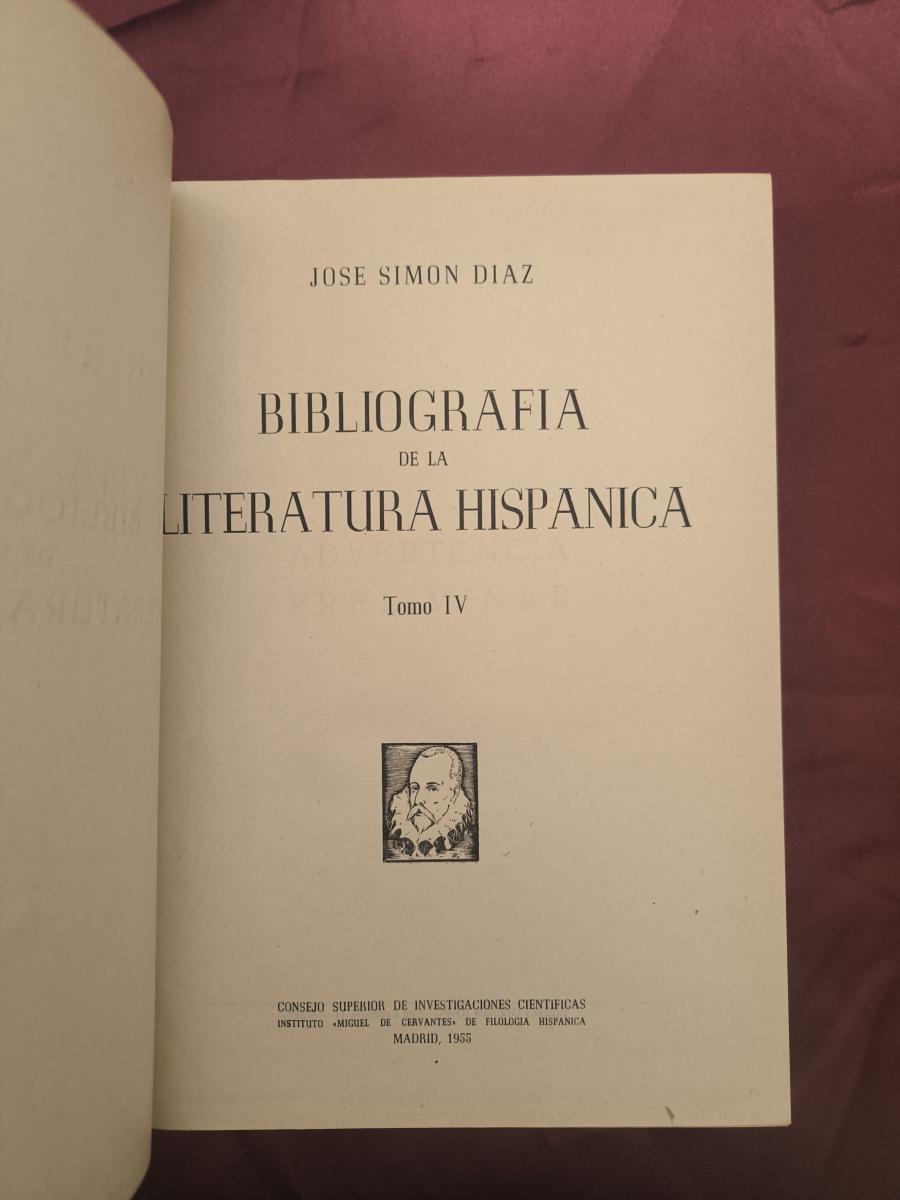 JOSE SIMON DIAZ
BIBLIOGRAFIA
DE LA
LITERATURA HISPANICA
ADVERTENCIA
Tomo IV
CONSEJO SUPERIOR DE INVESTIGACIONES CIENTIFICAS
INSTITUTO «MIGUEL DE CERVANTES» DE FILOLOGIA HISPANICA
MADRID, 1955